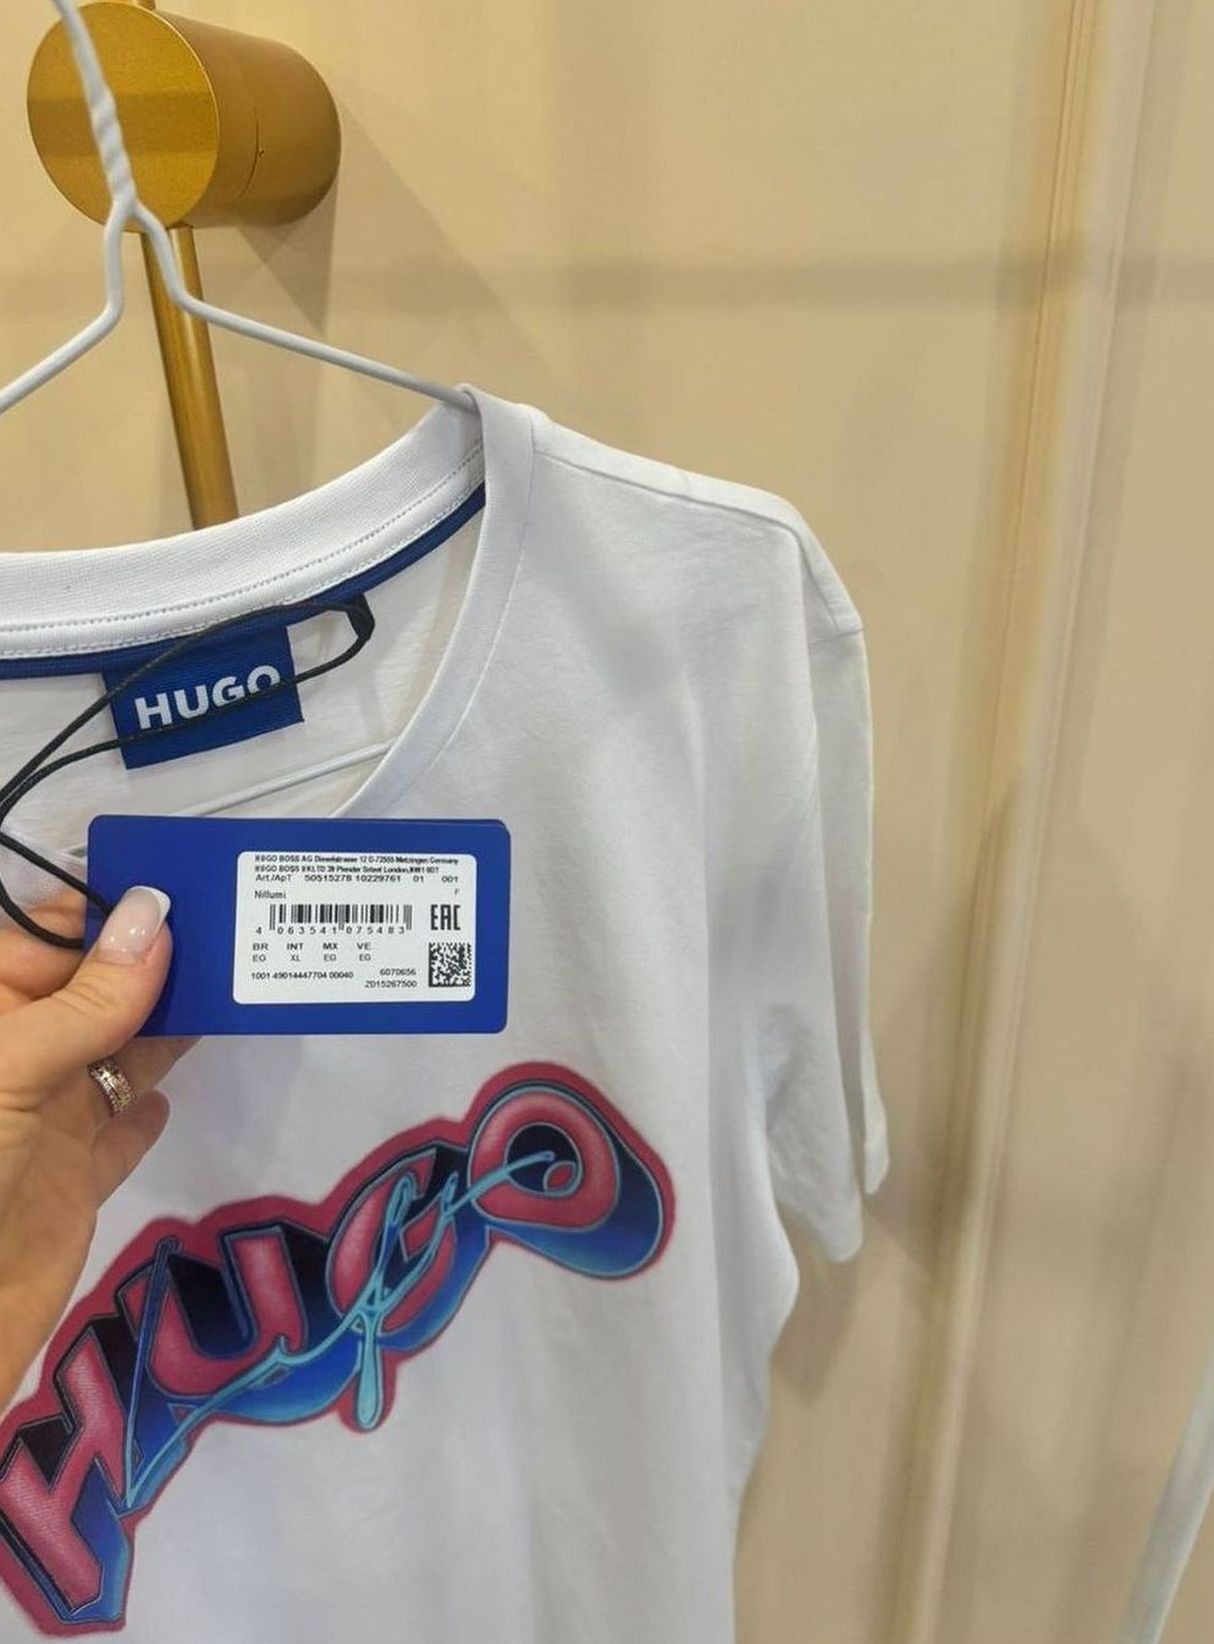 HUGO
HUGO BOSS AG Dieselstrasse 12 D-72555 Metzingen Germany
HUGO BOSS UKLTD 39 Plender Street London,NW1 0DT
Art./ApT 50515278 10229761 01 001
Nillumi F
4 063541 075483 EAC
BR INT MX VE
EG XL EG EG
1001 49014447704 00040 6070656
Z015267500
HUGO